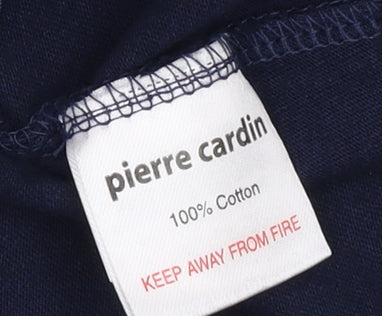 pierre cardin
100% Cotton
KEEP AWAY FROM FIRE